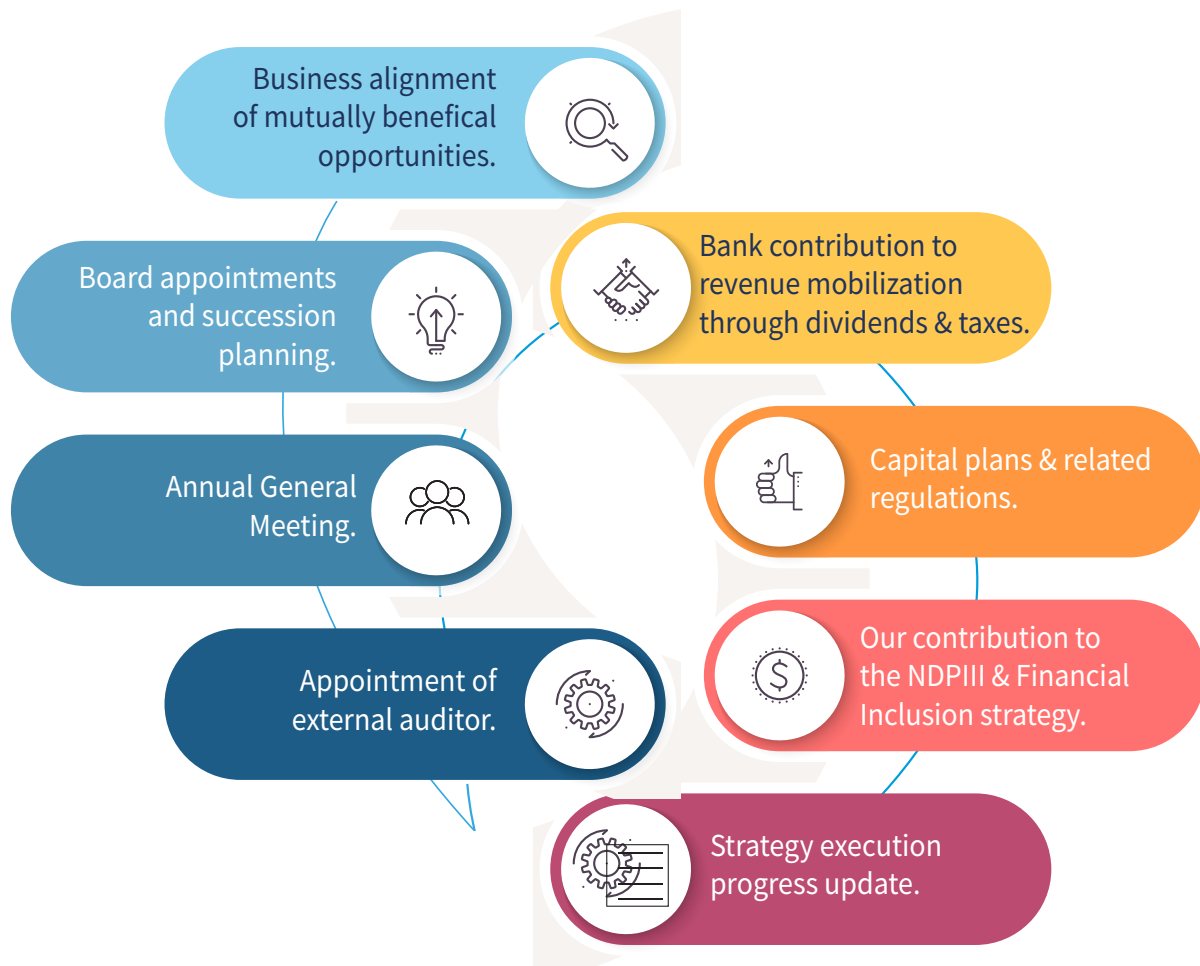 Business alignment
of mutually benefical
opportunities.
Board appointments
and succession
planning.
Annual General
Meeting.
Appointment of
external auditor.
Bank contribution to
revenue mobilization
through dividends & taxes.
Capital plans & related
regulations.
Our contribution to
the NDPIII & Financial
Inclusion strategy.
Strategy execution
progress update.